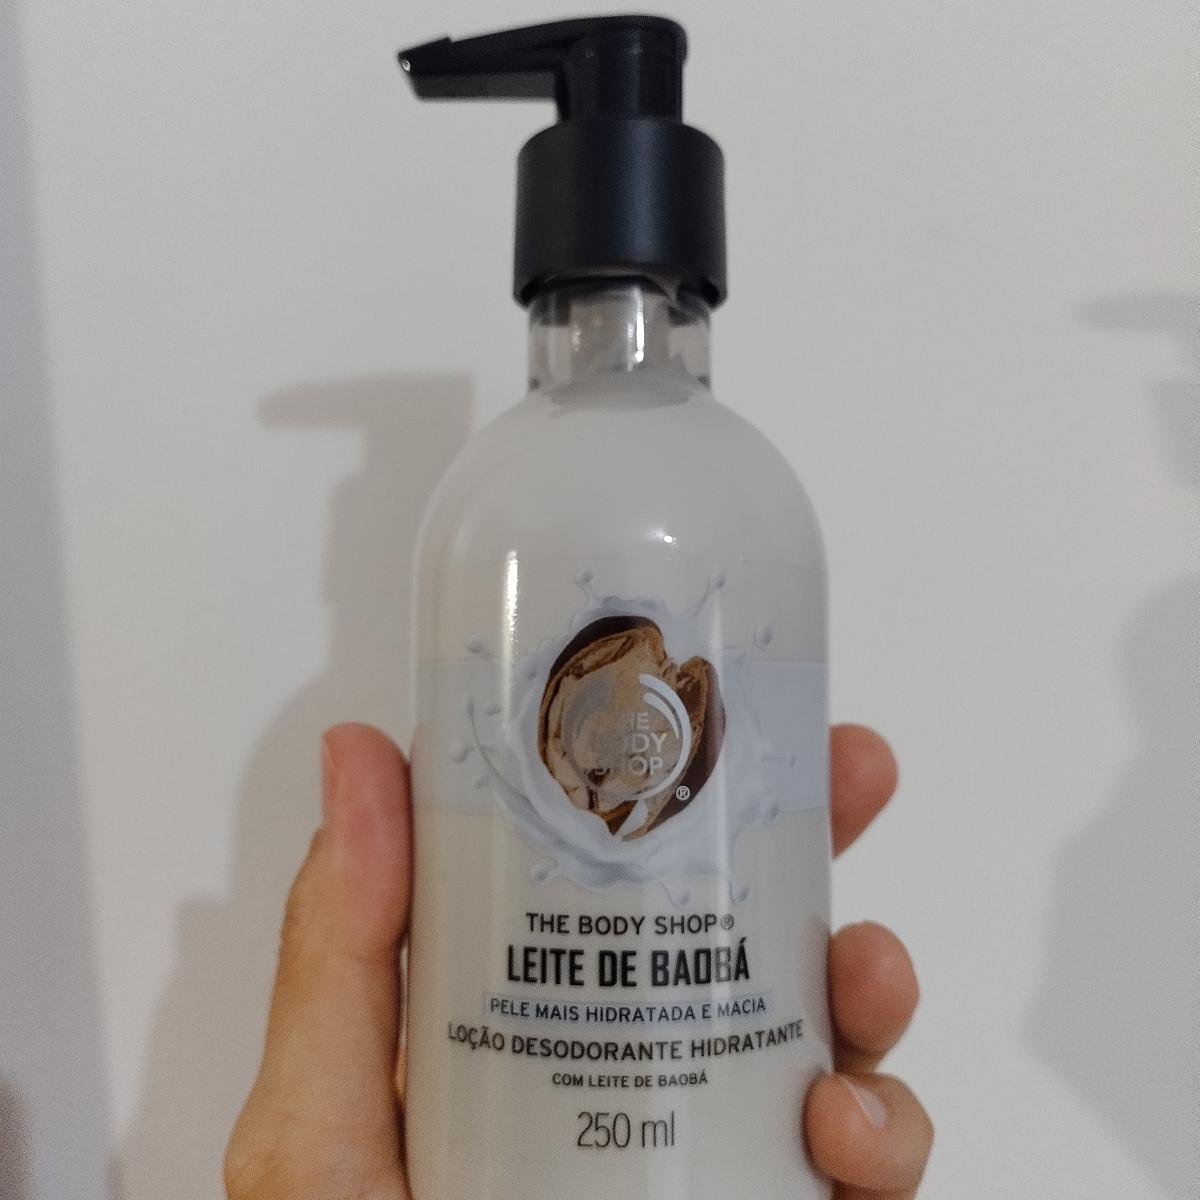 THE
BODY
SHOP
®
THE BODY SHOP®
LEITE DE BAOBÁ
PELE MAIS HIDRATADA E MACIA
LOÇÃO DESODORANTE HIDRATANTE
COM LEITE DE BAOBÁ
250 ml